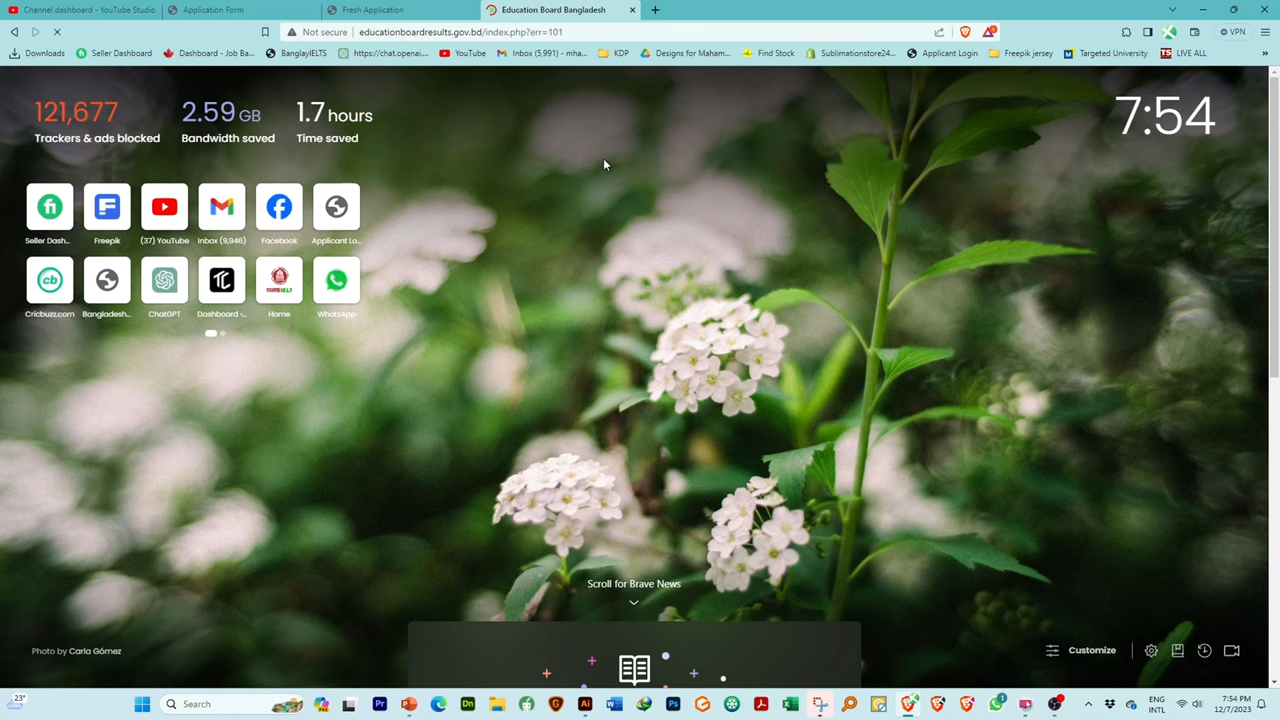 Channel dashboard - YouTube Studio
Application Form
Fresh Application
Education Board Bangladesh
Not secure
educationboardresults.gov.bd/index.php?err=101
VPN
Downloads
Seller Dashboard
Dashboard - Job Ba...
BanglayIELTS
https://chat.openai....
YouTube
Inbox (5,991) - mha...
KDP
Designs for Maham...
Find Stock
Sublimationstore24...
Applicant Login
Freepik jersey
Targeted University
LIVE ALL
121,677
Trackers & ads blocked
2.59 GB
Bandwidth saved
1.7 hours
Time saved
7:54
Seller Dash...
Freepik
(37) YouTube
Inbox (9,946)
Facebook
Applicant Lo...
Cricbuzz.com
Bangladesh...
ChatGPT
Dashboard ‹...
Home
WhatsApp
Scroll for Brave News
Photo by Carla Gómez
Customize
23°
Search
ENG
INTL
7:54 PM
12/7/2023